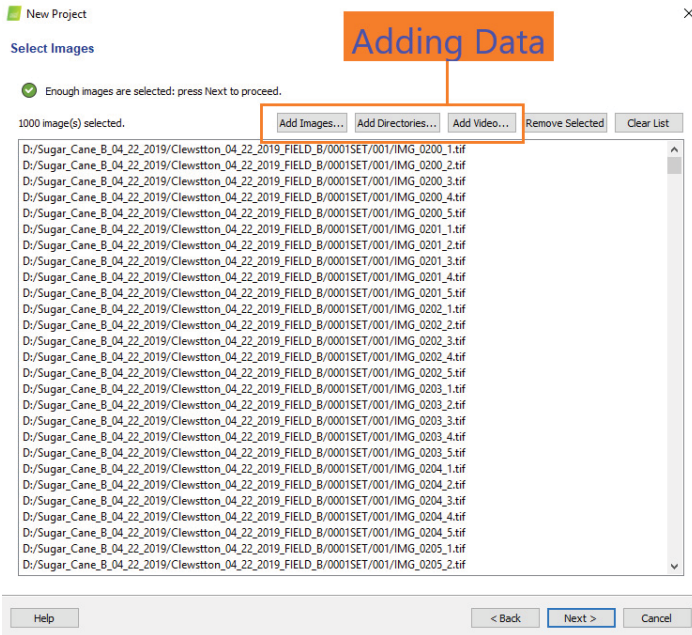 New Project
Adding Data
Select Images
Enough images are selected: press Next to proceed.
1000 image(s) selected.
Add Images... Add Directories... Add Video... Remove Selected Clear List
D:/Sugar_Cane_B_04_22_2019/Clewstton_04_22_2019_FIELD_B/0001SET/001/IMG_0200_1.tif
D:/Sugar_Cane_B_04_22_2019/Clewstton_04_22_2019_FIELD_B/0001SET/001/IMG_0200_2.tif
D:/Sugar_Cane_B_04_22_2019/Clewstton_04_22_2019_FIELD_B/0001SET/001/IMG_0200_3.tif
D:/Sugar_Cane_B_04_22_2019/Clewstton_04_22_2019_FIELD_B/0001SET/001/IMG_0200_4.tif
D:/Sugar_Cane_B_04_22_2019/Clewstton_04_22_2019_FIELD_B/0001SET/001/IMG_0200_5.tif
D:/Sugar_Cane_B_04_22_2019/Clewstton_04_22_2019_FIELD_B/0001SET/001/IMG_0201_1.tif
D:/Sugar_Cane_B_04_22_2019/Clewstton_04_22_2019_FIELD_B/0001SET/001/IMG_0201_2.tif
D:/Sugar_Cane_B_04_22_2019/Clewstton_04_22_2019_FIELD_B/0001SET/001/IMG_0201_3.tif
D:/Sugar_Cane_B_04_22_2019/Clewstton_04_22_2019_FIELD_B/0001SET/001/IMG_0201_4.tif
D:/Sugar_Cane_B_04_22_2019/Clewstton_04_22_2019_FIELD_B/0001SET/001/IMG_0201_5.tif
D:/Sugar_Cane_B_04_22_2019/Clewstton_04_22_2019_FIELD_B/0001SET/001/IMG_0202_1.tif
D:/Sugar_Cane_B_04_22_2019/Clewstton_04_22_2019_FIELD_B/0001SET/001/IMG_0202_2.tif
D:/Sugar_Cane_B_04_22_2019/Clewstton_04_22_2019_FIELD_B/0001SET/001/IMG_0202_3.tif
D:/Sugar_Cane_B_04_22_2019/Clewstton_04_22_2019_FIELD_B/0001SET/001/IMG_0202_4.tif
D:/Sugar_Cane_B_04_22_2019/Clewstton_04_22_2019_FIELD_B/0001SET/001/IMG_0202_5.tif
D:/Sugar_Cane_B_04_22_2019/Clewstton_04_22_2019_FIELD_B/0001SET/001/IMG_0203_1.tif
D:/Sugar_Cane_B_04_22_2019/Clewstton_04_22_2019_FIELD_B/0001SET/001/IMG_0203_2.tif
D:/Sugar_Cane_B_04_22_2019/Clewstton_04_22_2019_FIELD_B/0001SET/001/IMG_0203_3.tif
D:/Sugar_Cane_B_04_22_2019/Clewstton_04_22_2019_FIELD_B/0001SET/001/IMG_0203_4.tif
D:/Sugar_Cane_B_04_22_2019/Clewstton_04_22_2019_FIELD_B/0001SET/001/IMG_0203_5.tif
D:/Sugar_Cane_B_04_22_2019/Clewstton_04_22_2019_FIELD_B/0001SET/001/IMG_0204_1.tif
D:/Sugar_Cane_B_04_22_2019/Clewstton_04_22_2019_FIELD_B/0001SET/001/IMG_0204_2.tif
D:/Sugar_Cane_B_04_22_2019/Clewstton_04_22_2019_FIELD_B/0001SET/001/IMG_0204_3.tif
D:/Sugar_Cane_B_04_22_2019/Clewstton_04_22_2019_FIELD_B/0001SET/001/IMG_0204_4.tif
D:/Sugar_Cane_B_04_22_2019/Clewstton_04_22_2019_FIELD_B/0001SET/001/IMG_0204_5.tif
D:/Sugar_Cane_B_04_22_2019/Clewstton_04_22_2019_FIELD_B/0001SET/001/IMG_0205_1.tif
D:/Sugar_Cane_B_04_22_2019/Clewstton_04_22_2019_FIELD_B/0001SET/001/IMG_0205_2.tif
Help < Back Next > Cancel